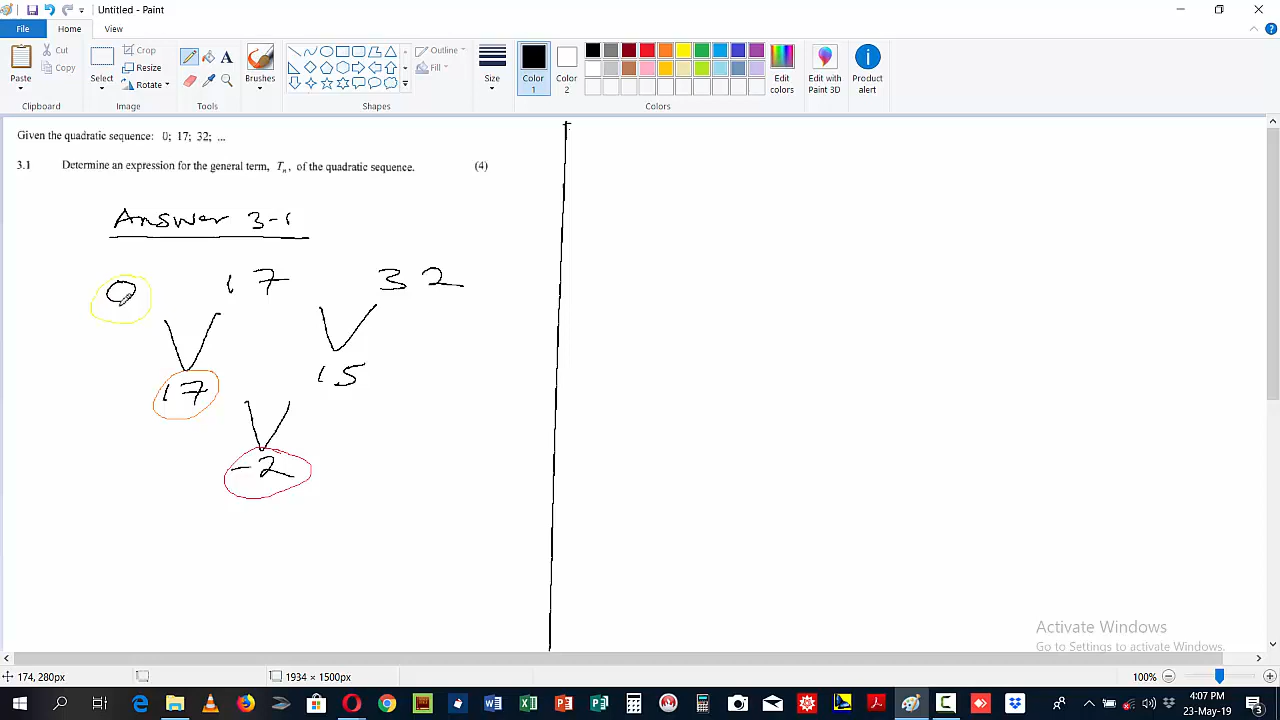 Untitled - Paint
File Home View
Cut
Crop
Outline
Copy
Resize
Fill
Paste
Select
Rotate
Brushes
Size
Color 1
Color 2
Edit colors
Edit with Paint 3D
Product alert
Clipboard
Image
Tools
Shapes
Colors
Given the quadratic sequence: 0; 17; 32; ...
3.1 Determine an expression for the general term, Tn, of the quadratic sequence. (4)
Answer 3-1
0 17 32
17 15
-2
Activate Windows
Go to Settings to activate Windows.
174, 280px
1934 × 1500px
100%
4:07 PM
23-May-19